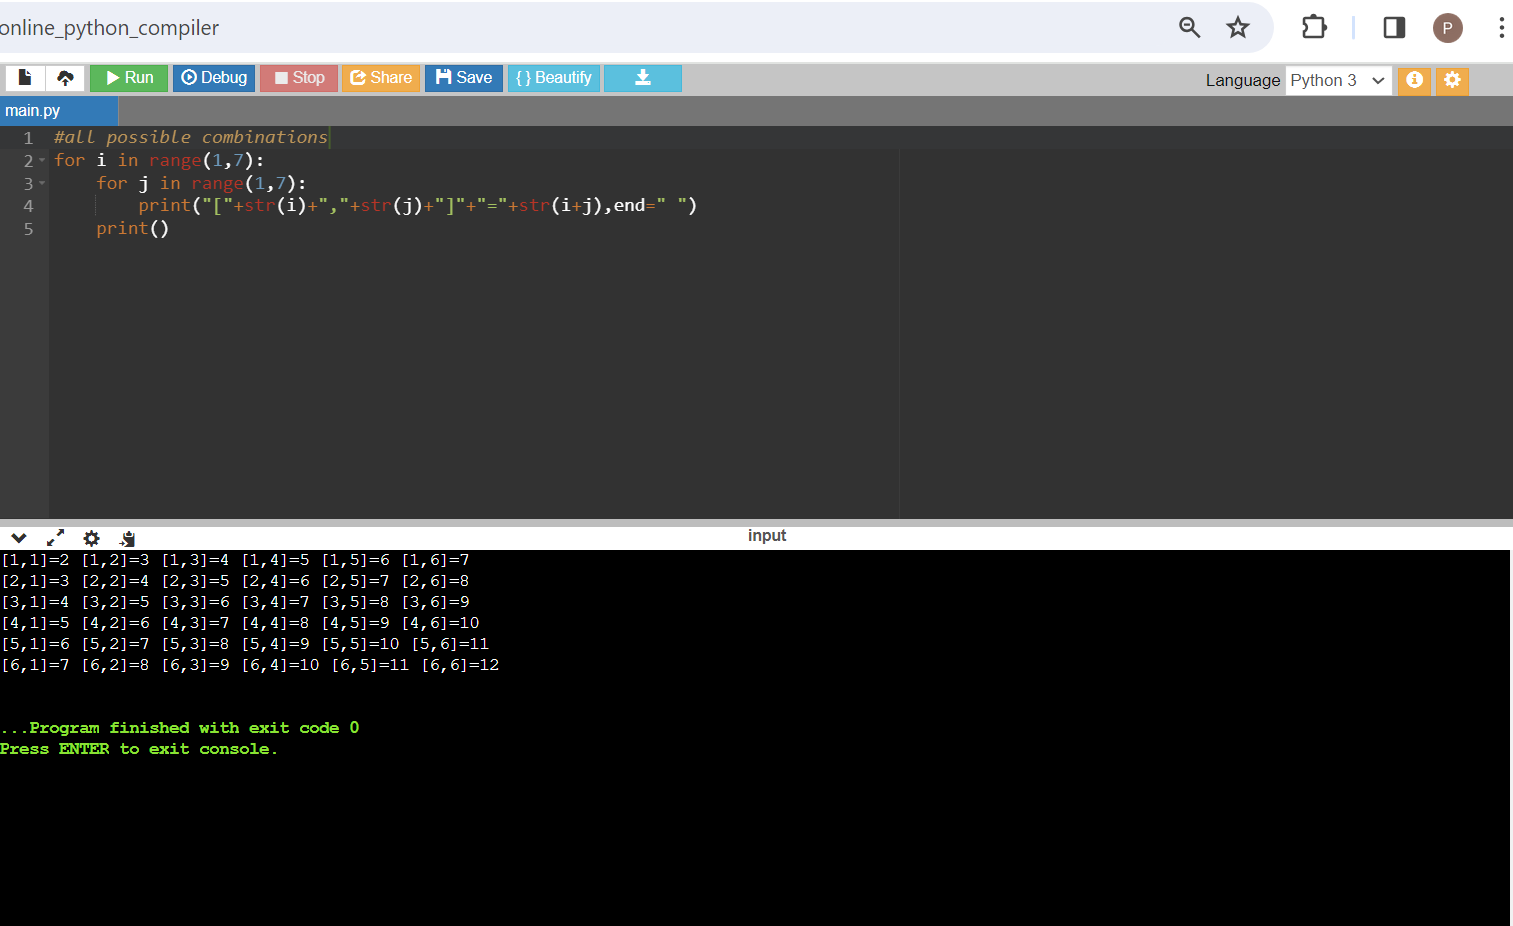 online_python_compiler
P
Run Debug Stop Share Save { } Beautify Language Python 3
main.py
1 #all possible combinations
2 for i in range(1,7):
3     for j in range(1,7):
4         print("["+str(i)+","+str(j)+"]"+"="+str(i+j),end=" ")
5     print()
input
[1,1]=2 [1,2]=3 [1,3]=4 [1,4]=5 [1,5]=6 [1,6]=7
[2,1]=3 [2,2]=4 [2,3]=5 [2,4]=6 [2,5]=7 [2,6]=8
[3,1]=4 [3,2]=5 [3,3]=6 [3,4]=7 [3,5]=8 [3,6]=9
[4,1]=5 [4,2]=6 [4,3]=7 [4,4]=8 [4,5]=9 [4,6]=10
[5,1]=6 [5,2]=7 [5,3]=8 [5,4]=9 [5,5]=10 [5,6]=11
[6,1]=7 [6,2]=8 [6,3]=9 [6,4]=10 [6,5]=11 [6,6]=12
...Program finished with exit code 0
Press ENTER to exit console.